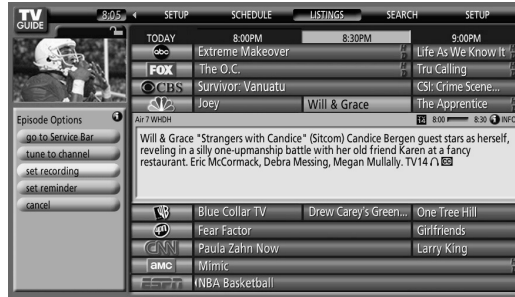 TV
GUIDE
8:05
SETUP SCHEDULE LISTINGS SEARCH SETUP
TODAY 8:00PM 8:30PM 9:00PM
abc Extreme Makeover HD Life As We Know It
FOX The O.C. HD Tru Calling
CBS Survivor: Vanuatu CSI: Crime Scene...
Joey Will & Grace The Apprentice
Episode Options
go to Service Bar
tune to channel
set recording
set reminder
cancel
Air 7 WHDH 8:00 8:30 INFO
Will & Grace "Strangers with Candice" (Sitcom) Candice Bergen guest stars as herself,
reveling in a silly one-upmanship battle with her old friend Karen at a fancy
restaurant. Eric McCormack, Debra Messing, Megan Mullally. TV14 CC
WB Blue Collar TV Drew Carey's Green... One Tree Hill
Fear Factor Girlfriends
CNN Paula Zahn Now Larry King
amc Mimic
ESPN NBA Basketball